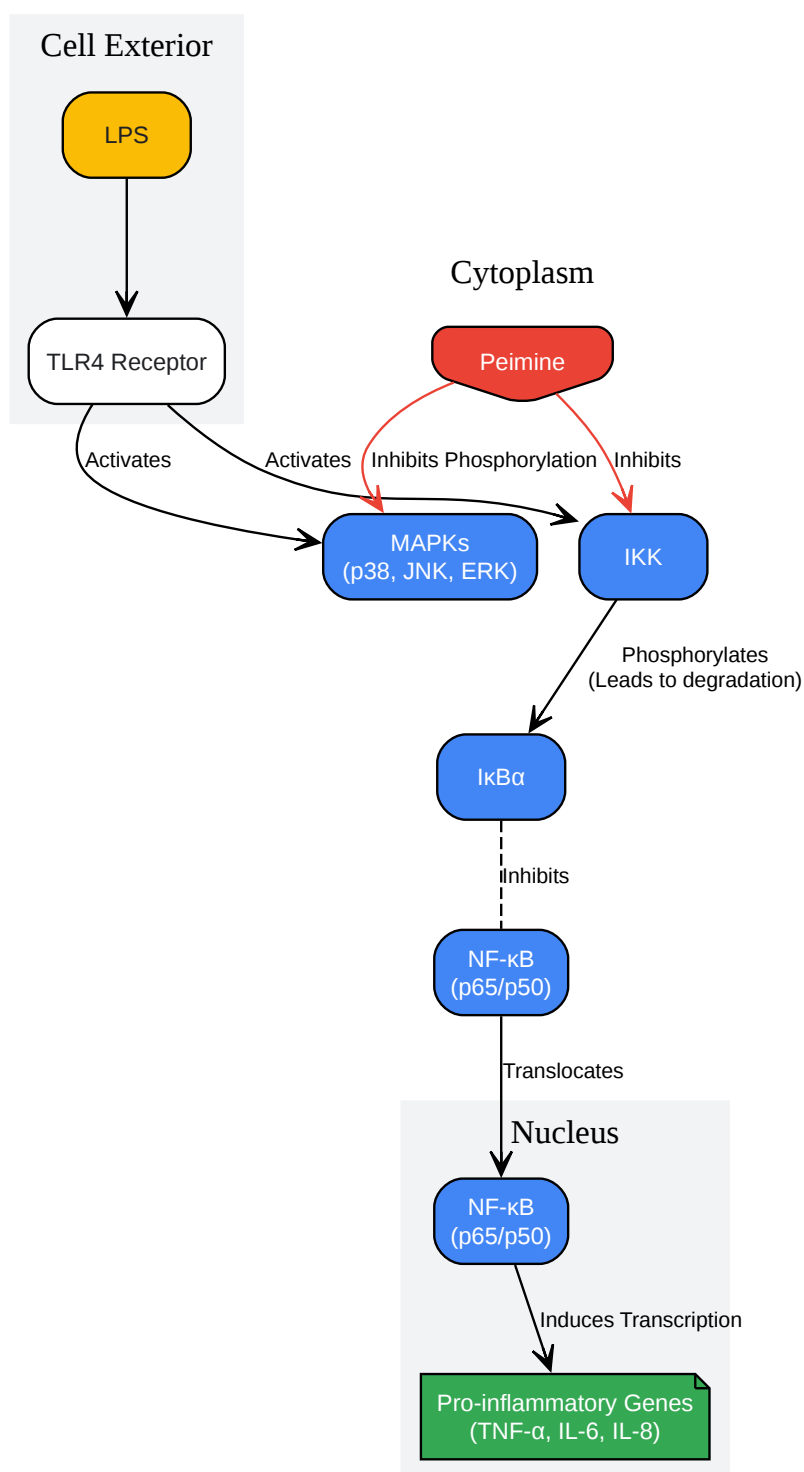 Cell Exterior
LPS
TLR4 Receptor
Cytoplasm
Peimine
Activates
Activates
Inhibits Phosphorylation
Inhibits
MAPKs
(p38, JNK, ERK)
IKK
Phosphorylates
(Leads to degradation)
IκBα
Inhibits
NF-κB
(p65/p50)
Translocates
Nucleus
NF-κB
(p65/p50)
Induces Transcription
Pro-inflammatory Genes
(TNF-α, IL-6, IL-8)